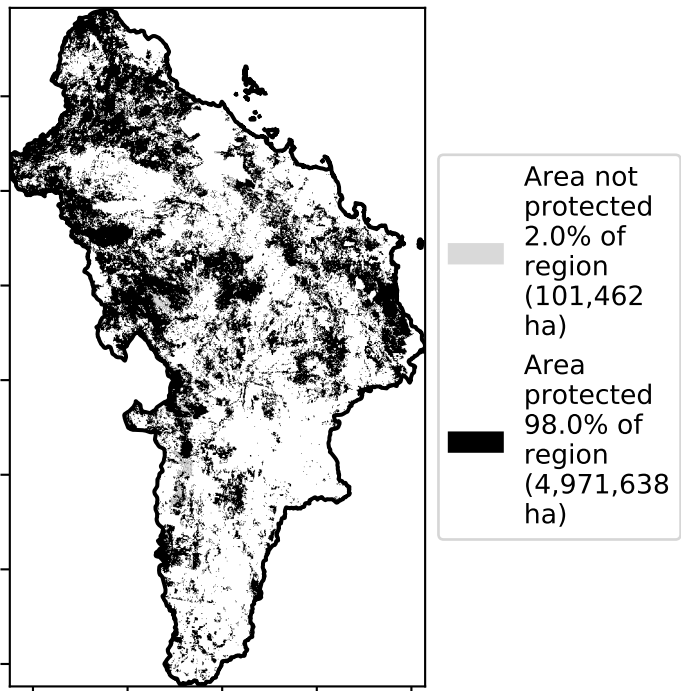 Area not
protected
2.0% of
region
(101,462
ha)
Area
protected
98.0% of
region
(4,971,638
ha)